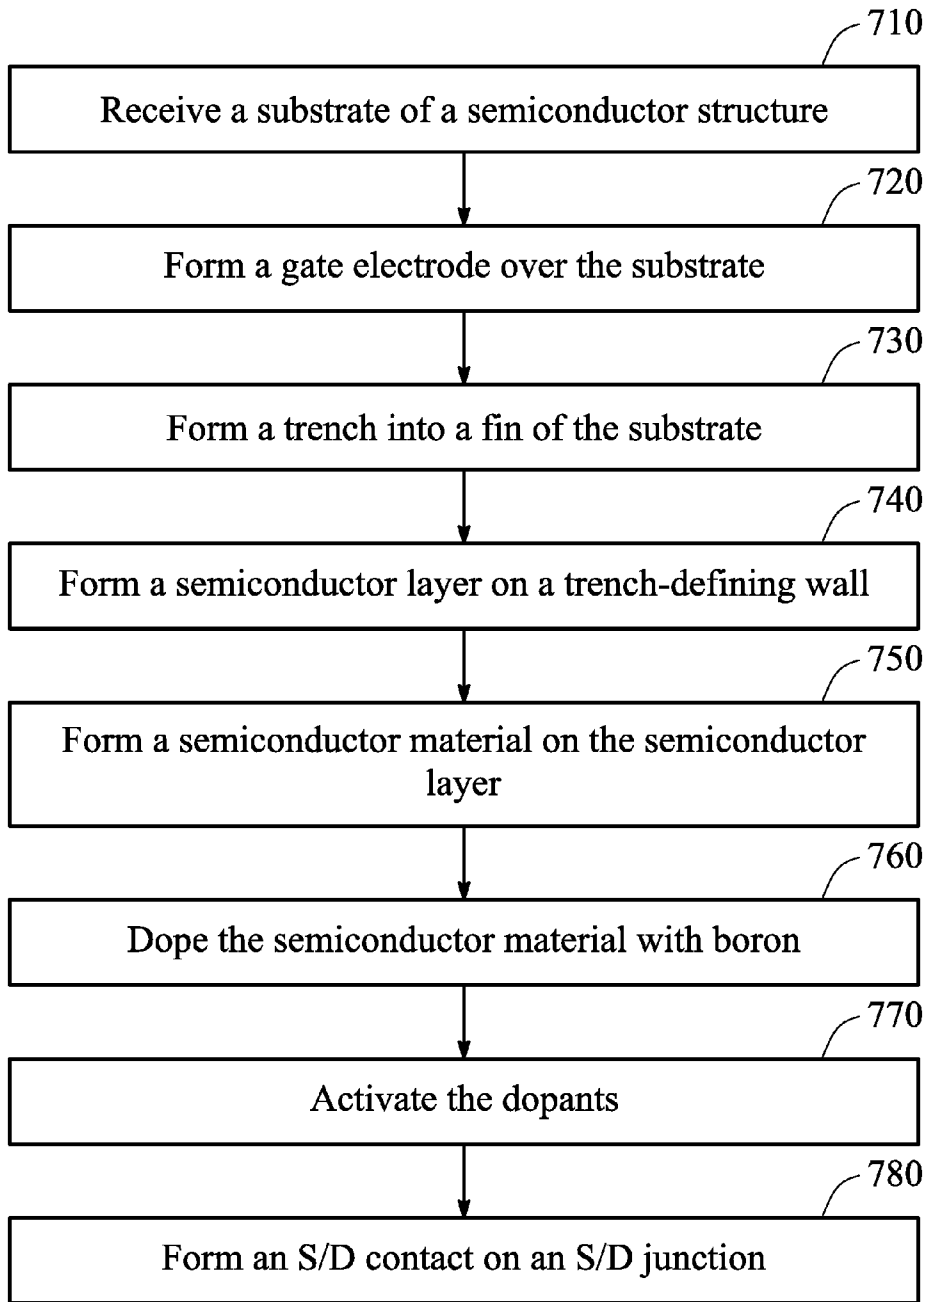 710
Receive a substrate of a semiconductor structure
720
Form a gate electrode over the substrate
730
Form a trench into a fin of the substrate
740
Form a semiconductor layer on a trench-defining wall
750
Form a semiconductor material on the semiconductor
layer
760
Dope the semiconductor material with boron
770
Activate the dopants
780
Form an S/D contact on an S/D junction